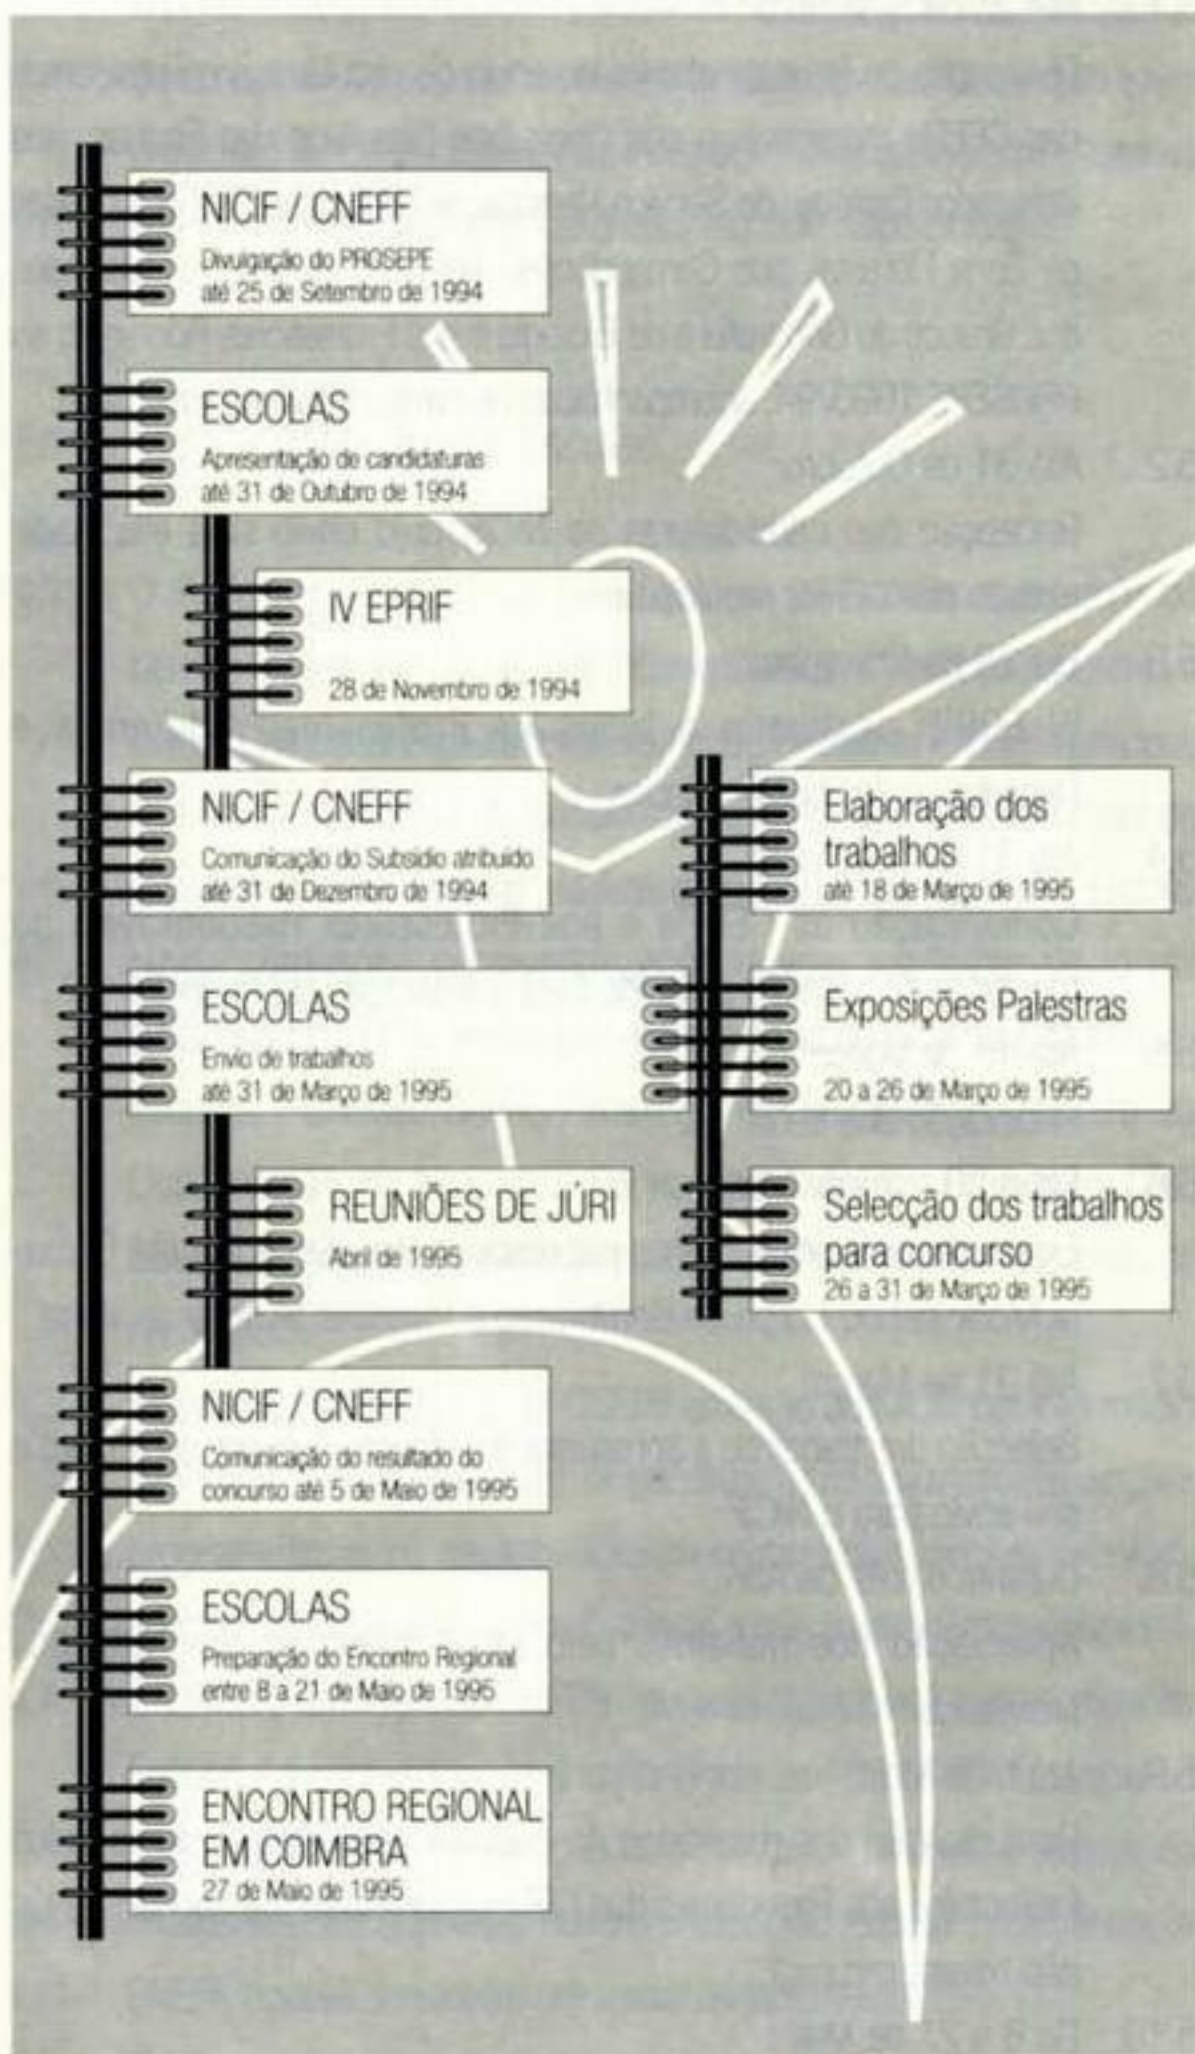 NICIF / CNEFF
Divulgação do PROSEPE
até 25 de Setembro de 1994
ESCOLAS
Apresentação de candidaturas
até 31 de Outubro de 1994
IV EPRIF
28 de Novembro de 1994
NICIF / CNEFF
Comunicação do Subsidio atribuido
até 31 de Dezembro de 1994
Elaboração dos
trabalhos
até 18 de Março de 1995
ESCOLAS
Envio de trabalhos
até 31 de Março de 1995
Exposições Palestras
20 a 26 de Março de 1995
REUNIÕES DE JÚRI
Abril de 1995
Selecção dos trabalhos
para concurso
26 a 31 de Março de 1995
NICIF / CNEFF
Comunicação do resultado do
concurso até 5 de Maio de 1995
ESCOLAS
Preparação do Encontro Regional
entre 8 a 21 de Maio de 1995
ENCONTRO REGIONAL
EM COIMBRA
27 de Maio de 1995